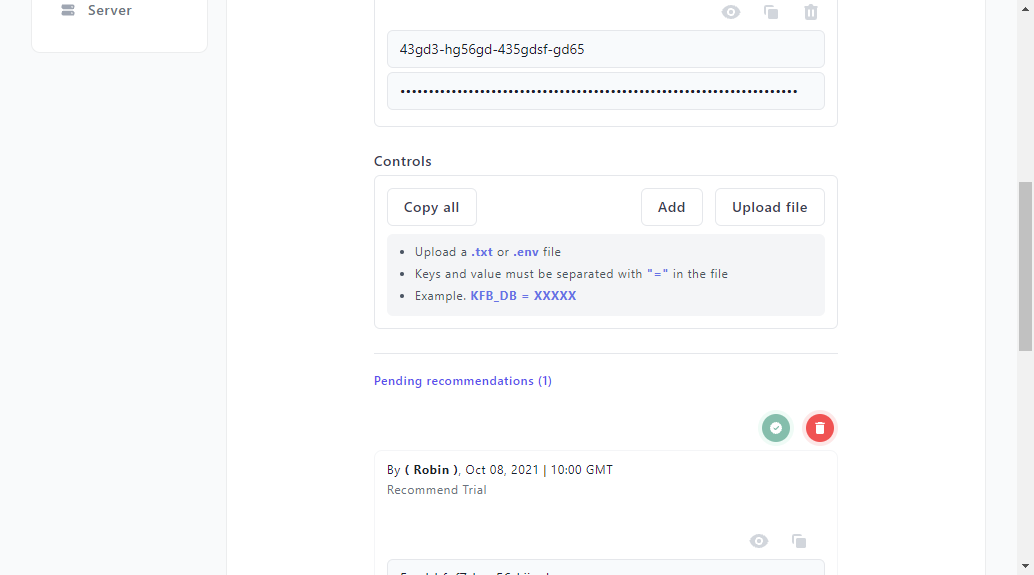 Server
43gd3-hg56gd-435gdsf-gd65
Controls
Copy all
Add
Upload file
Upload a .txt or .env file
Keys and value must be separated with "=" in the file
Example. KFB_DB = XXXXX
Pending recommendations (1)
By ( Robin ), Oct 08, 2021 | 10:00 GMT
Recommend Trial